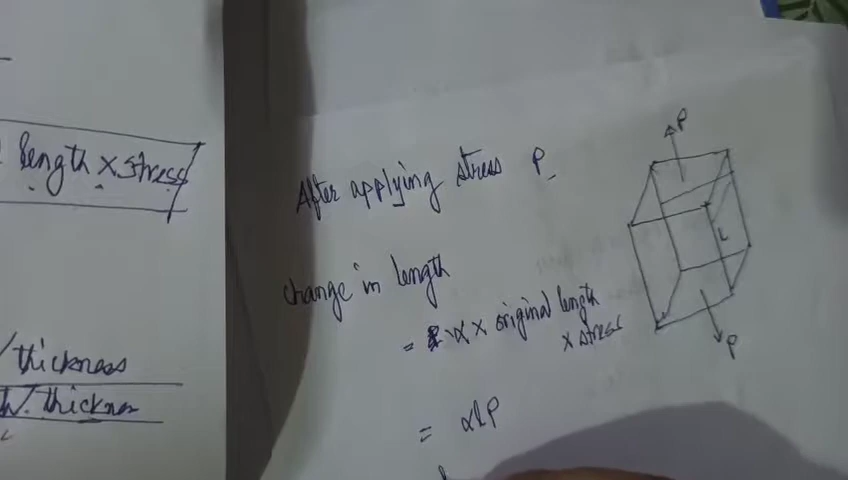 length x stress
thickness
thickness
After applying stress P
P
change in length
L
= α x original length
x stress
P
= αLP